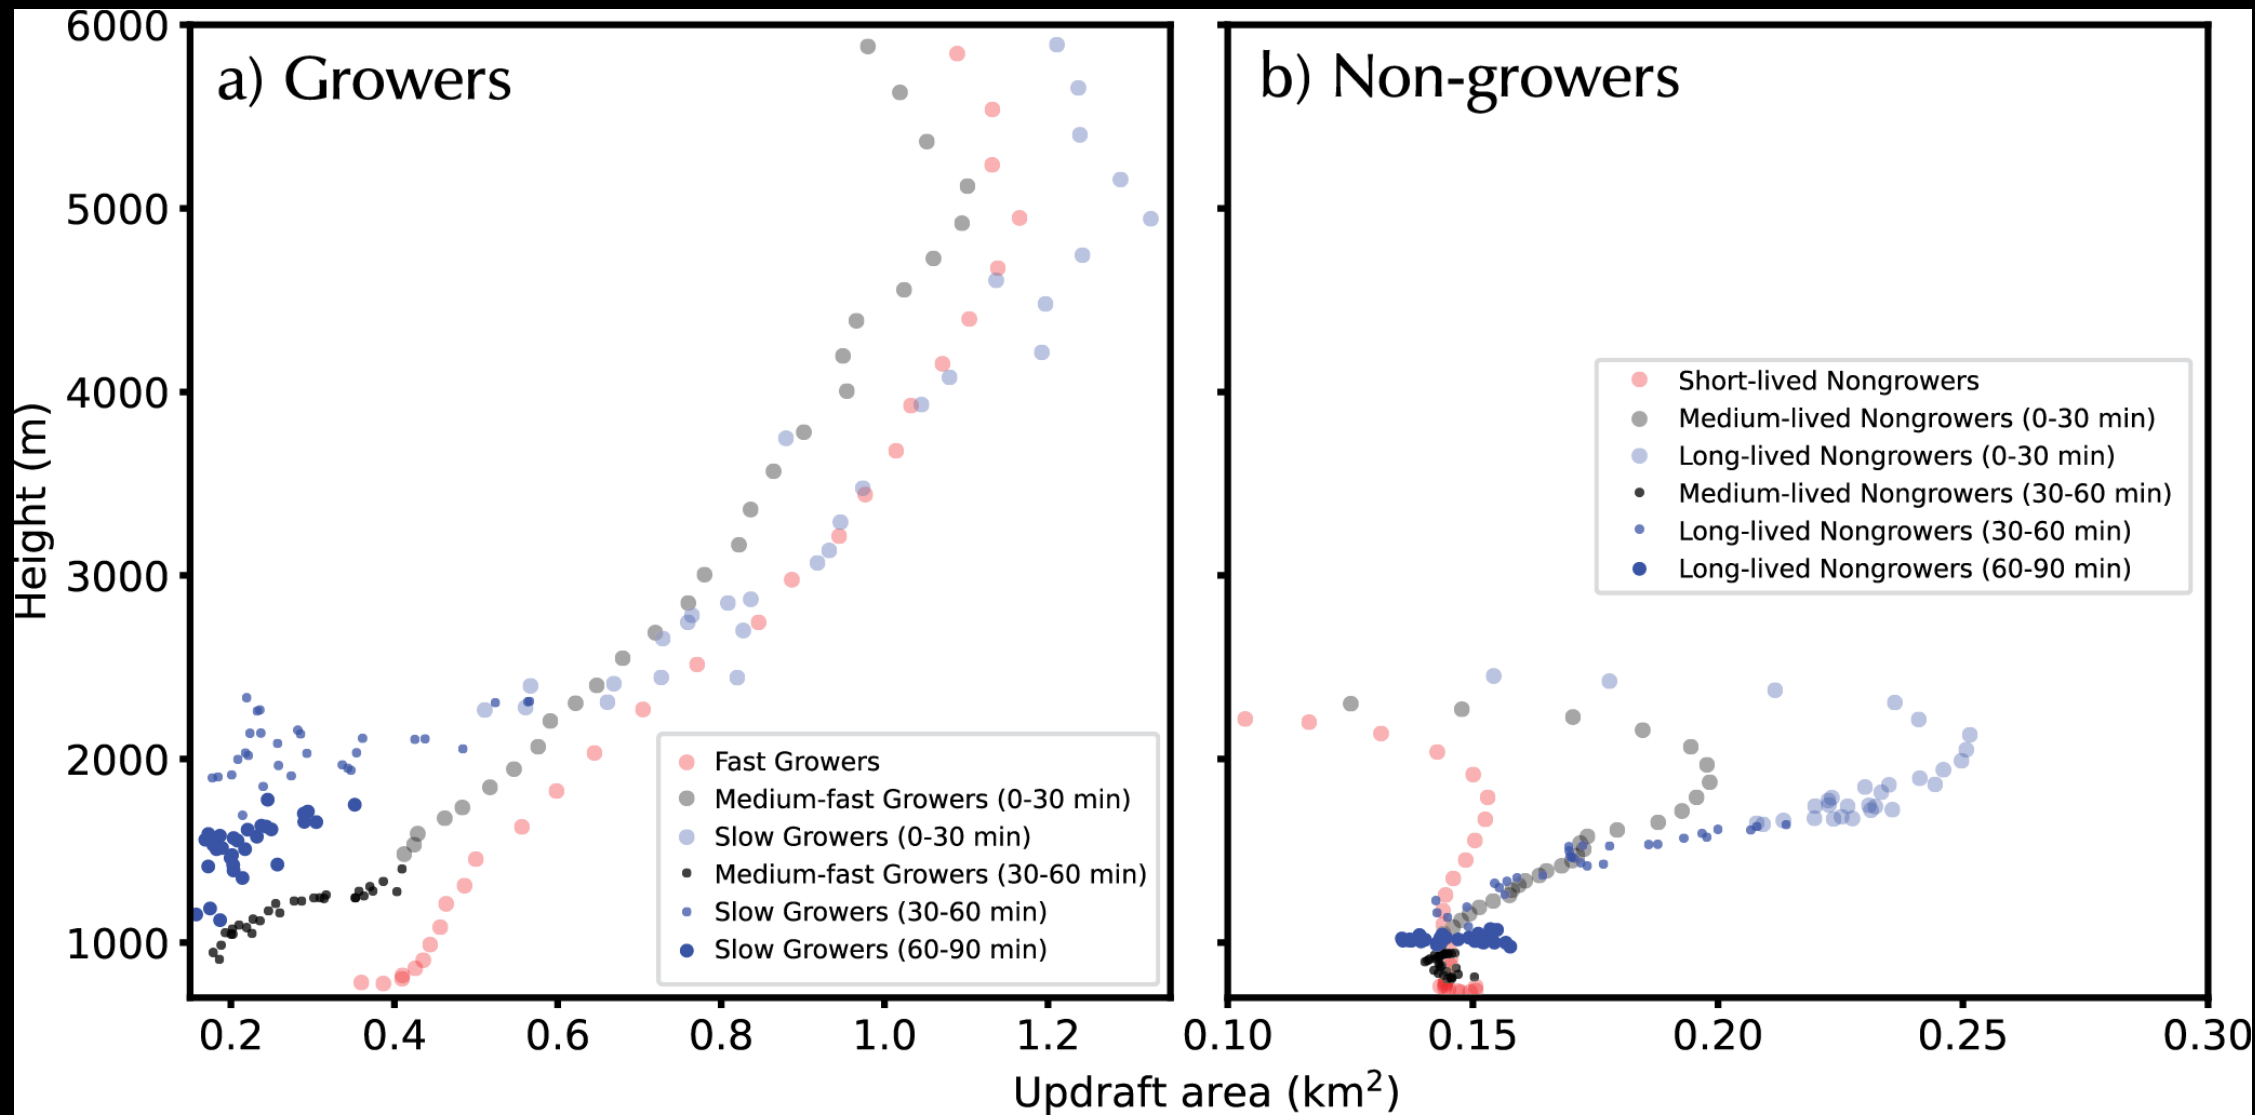 a) Growers
b) Non-growers
6000
5000
4000
3000
2000
1000
Height (m)
Fast Growers
Medium-fast Growers (0-30 min)
Slow Growers (0-30 min)
Medium-fast Growers (30-60 min)
Slow Growers (30-60 min)
Slow Growers (60-90 min)
Short-lived Nongrowers
Medium-lived Nongrowers (0-30 min)
Long-lived Nongrowers (0-30 min)
Medium-lived Nongrowers (30-60 min)
Long-lived Nongrowers (30-60 min)
Long-lived Nongrowers (60-90 min)
0.2 0.4 0.6 0.8 1.0 1.2
0.10 0.15 0.20 0.25 0.30
Updraft area (km²)